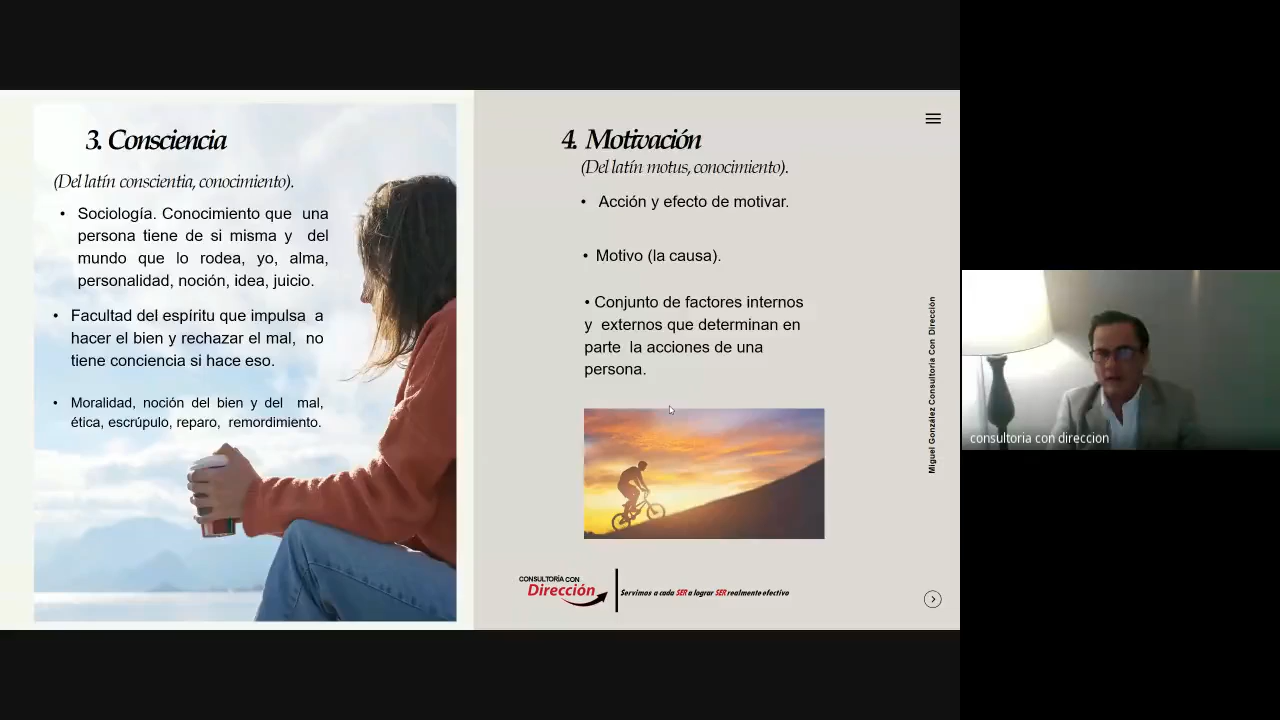 3. Consciencia
(Del latín conscientia, conocimiento).
• Sociología. Conocimiento que una
persona tiene de si misma y del
mundo que lo rodea, yo, alma,
personalidad, noción, idea, juicio.
• Facultad del espíritu que impulsa a
hacer el bien y rechazar el mal, no
tiene conciencia si hace eso.
• Moralidad, noción del bien y del mal,
ética, escrúpulo, reparo, remordimiento.
4. Motivación
(Del latín motus, conocimiento).
• Acción y efecto de motivar.
• Motivo (la causa).
• Conjunto de factores internos
y externos que determinan en
parte la acciones de una
persona.
CONSULTORÍA CON
Dirección
Servimos a cada SER a lograr SER realmente efectivo
Miguel González Consultoría Con Dirección
consultoria con direccion